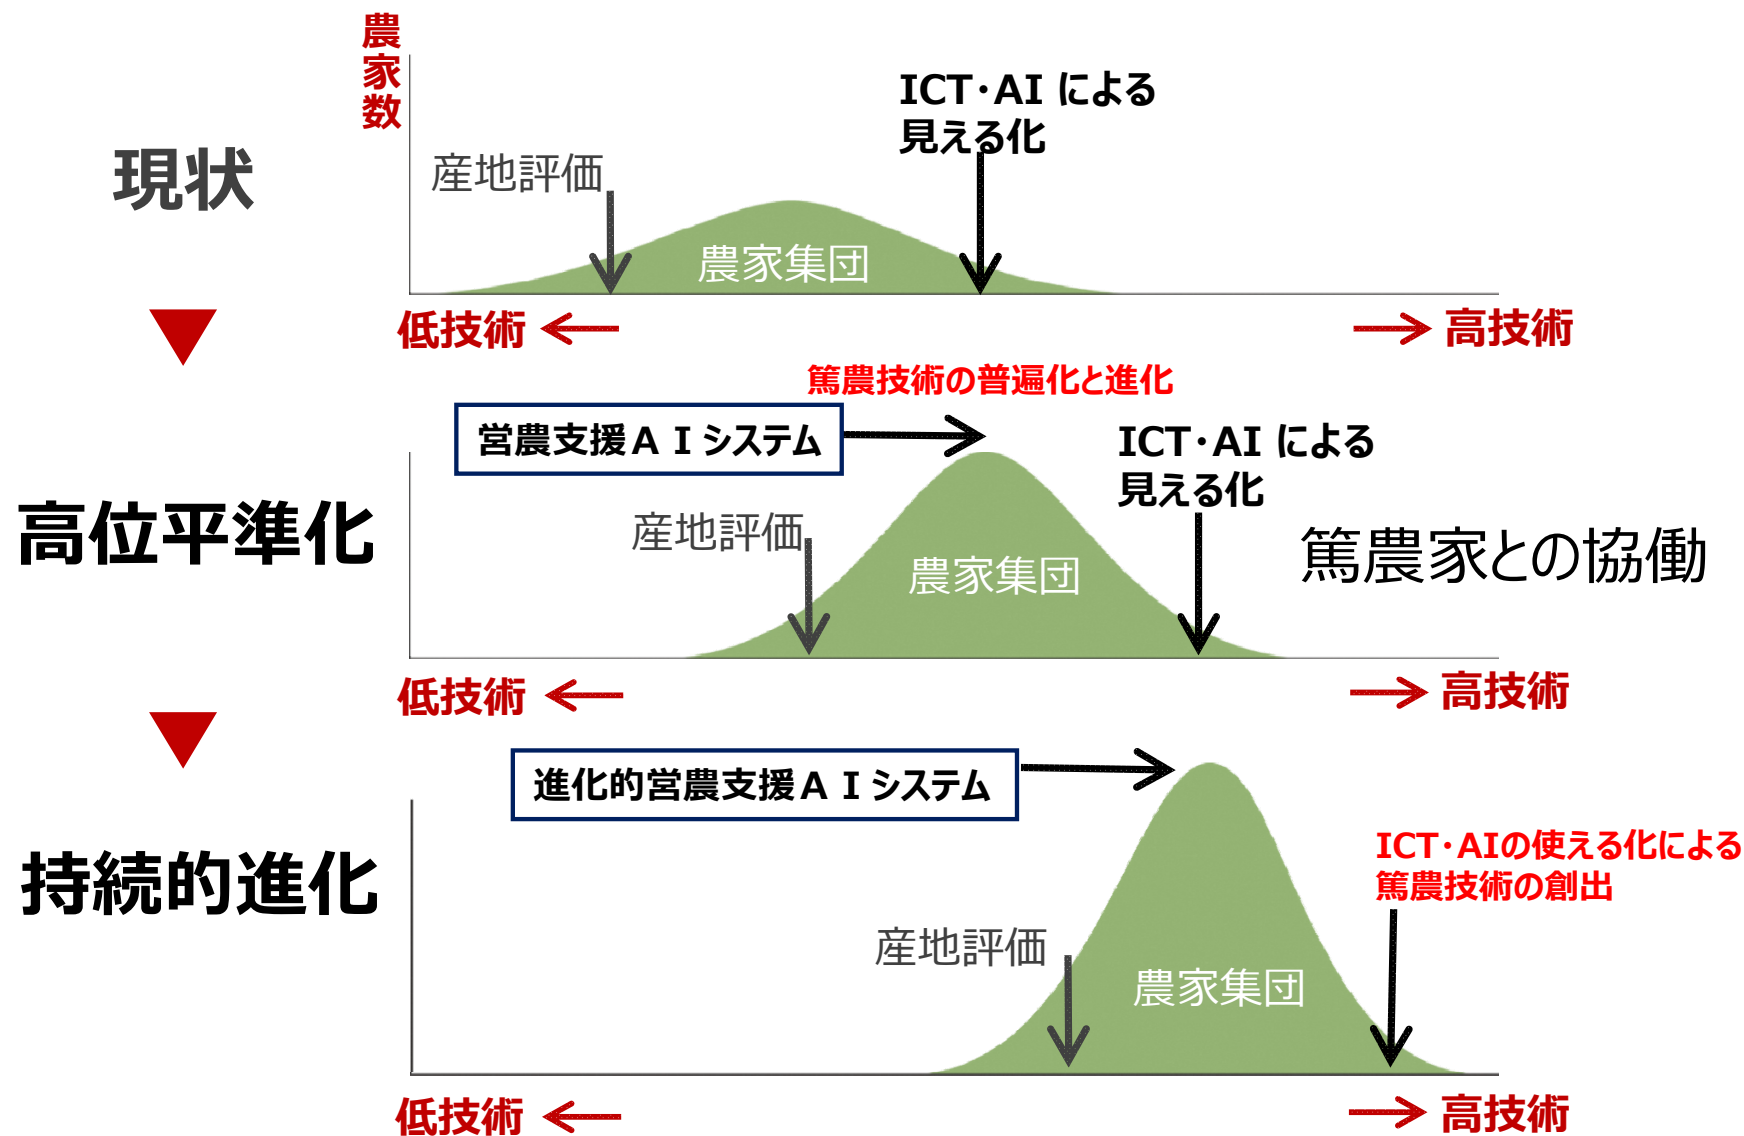 農家数
ICT・AI による
見える化
産地評価
現状
農家集団
低技術
高技術
篤農技術の普遍化と進化
営農支援ＡＩシステム
ICT・AI による
見える化
高位平準化
産地評価
篤農家との協働
農家集団
低技術
高技術
進化的営農支援ＡＩシステム
ICT・AIの使える化による
篤農技術の創出
持続的進化
産地評価
農家集団
低技術
高技術